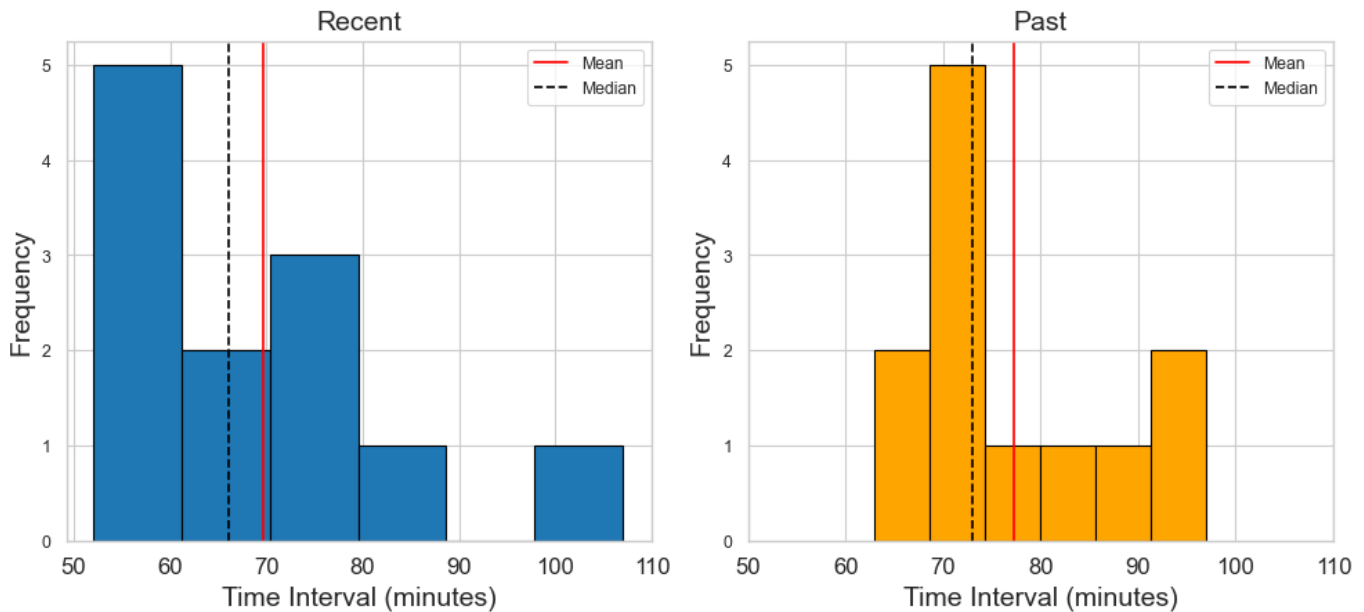 Recent
Past
Mean
Median
Mean
Median
5
4
3
2
1
0
5
4
3
2
1
0
Frequency
Frequency
50 60 70 80 90 100 110
50 60 70 80 90 100 110
Time Interval (minutes)
Time Interval (minutes)